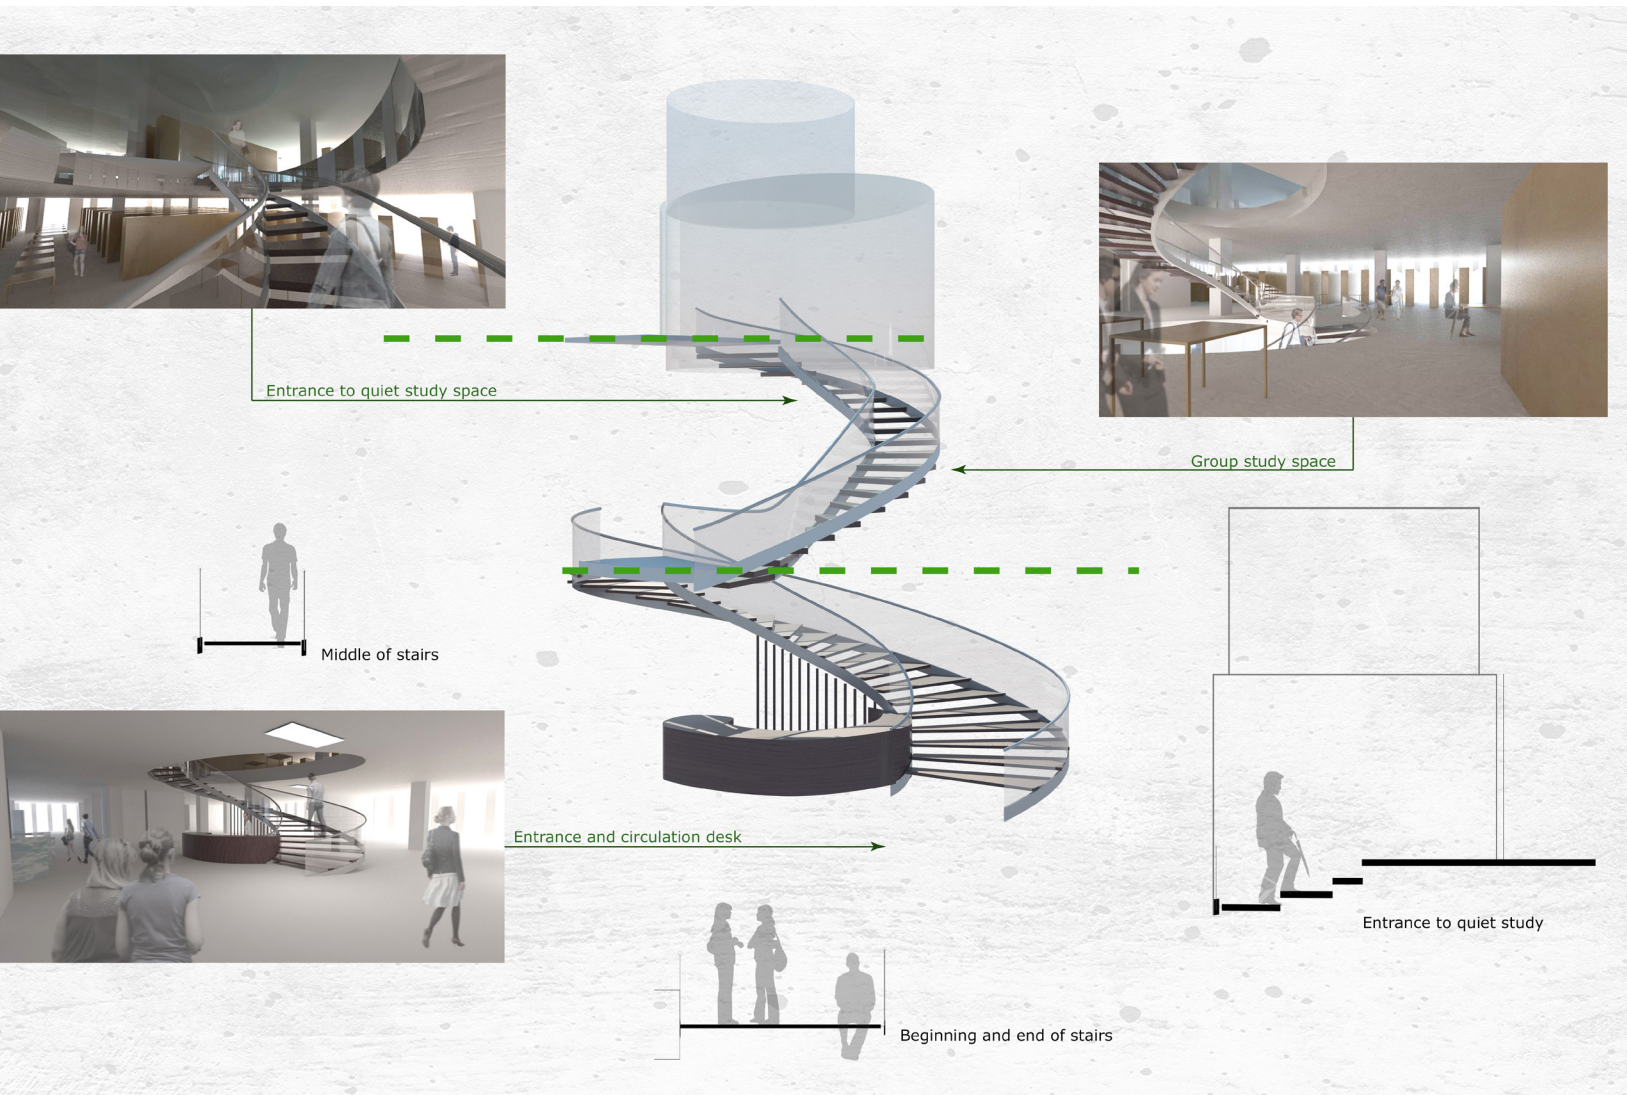 Entrance to quiet study space
Group study space
Middle of stairs
Entrance and circulation desk
Entrance to quiet study
Beginning and end of stairs